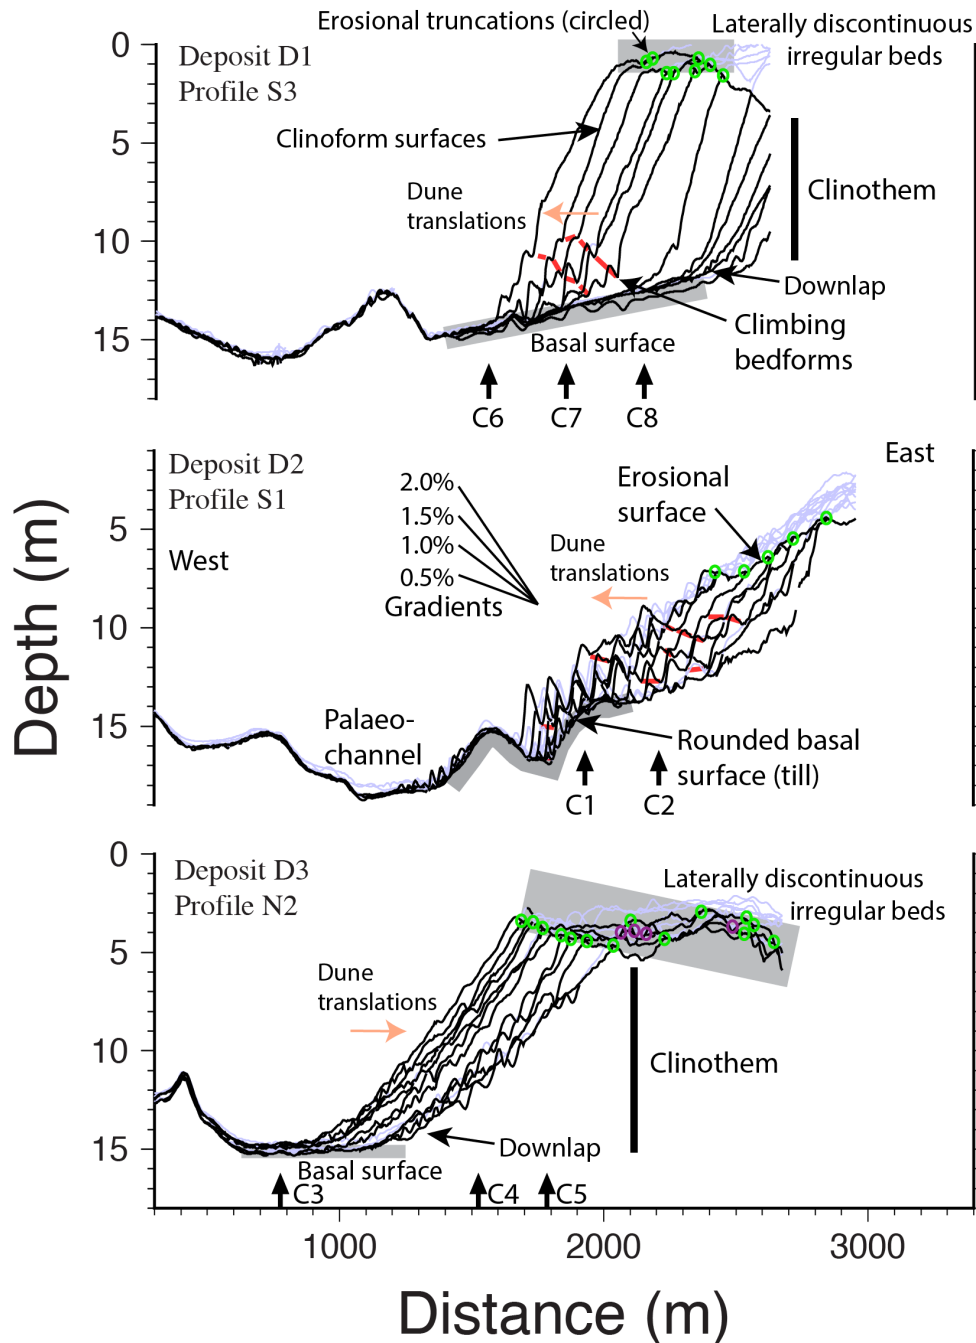 Erosional truncations (circled)
Laterally discontinuous
irregular beds
0
Deposit D1
Profile S3
5
Clinoform surfaces
Dune
translations
Clinothem
10
Downlap
Climbing
bedforms
15
Basal surface
C6
C7
C8
Deposit D2
Profile S1
East
2.0%
1.5%
1.0%
0.5%
Gradients
Erosional
surface
5
West
Dune
translations
10
Palaeo-
channel
15
Rounded basal
surface (till)
C1
C2
0
Deposit D3
Profile N2
Laterally discontinuous
irregular beds
5
Dune
translations
10
Clinothem
Downlap
15
Basal surface
C3
C4
C5
1000
2000
3000
Depth (m)
Distance (m)